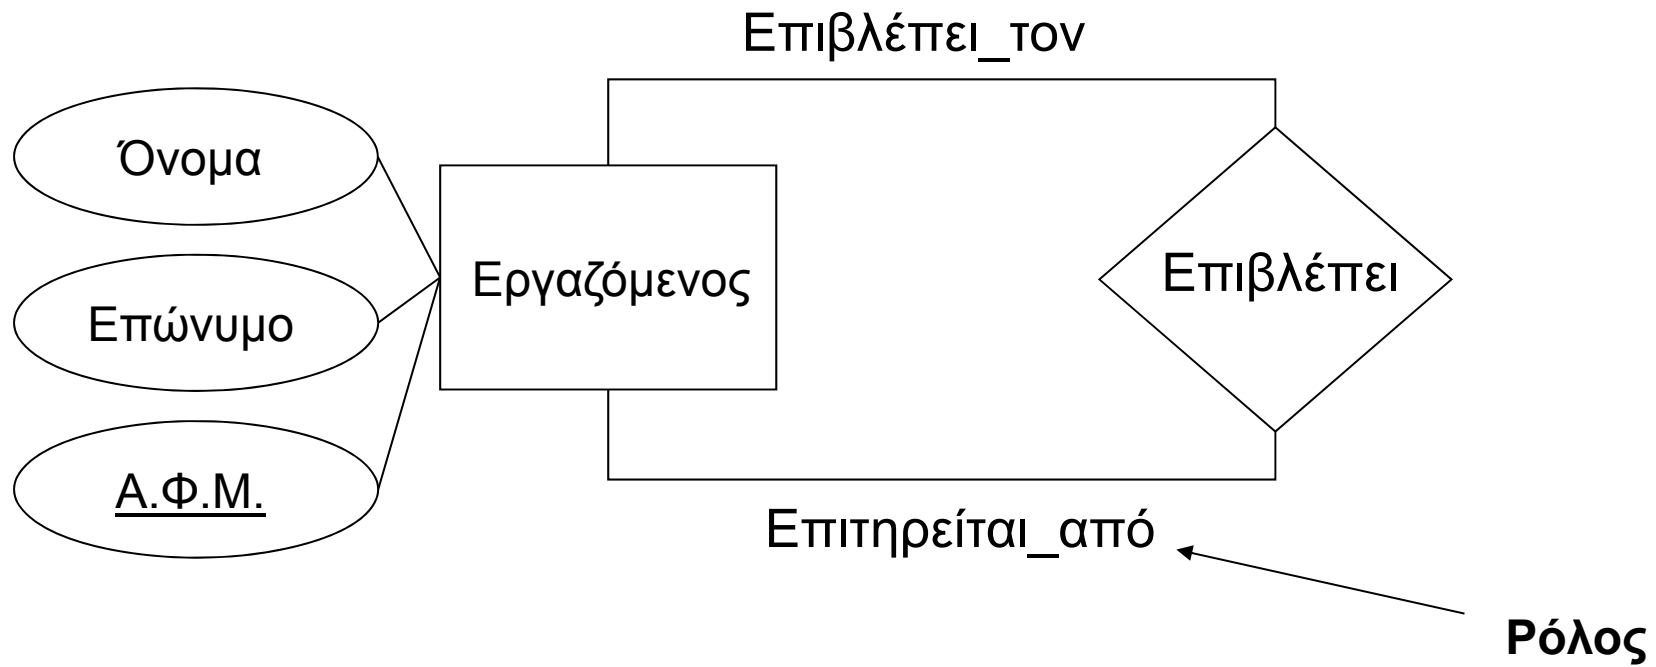 Επιβλέπει_τον
Όνομα
Εργαζόμενος
Επιβλέπει
Επώνυμο
Α.Φ.Μ.
Επιτηρείται_από
Ρόλος